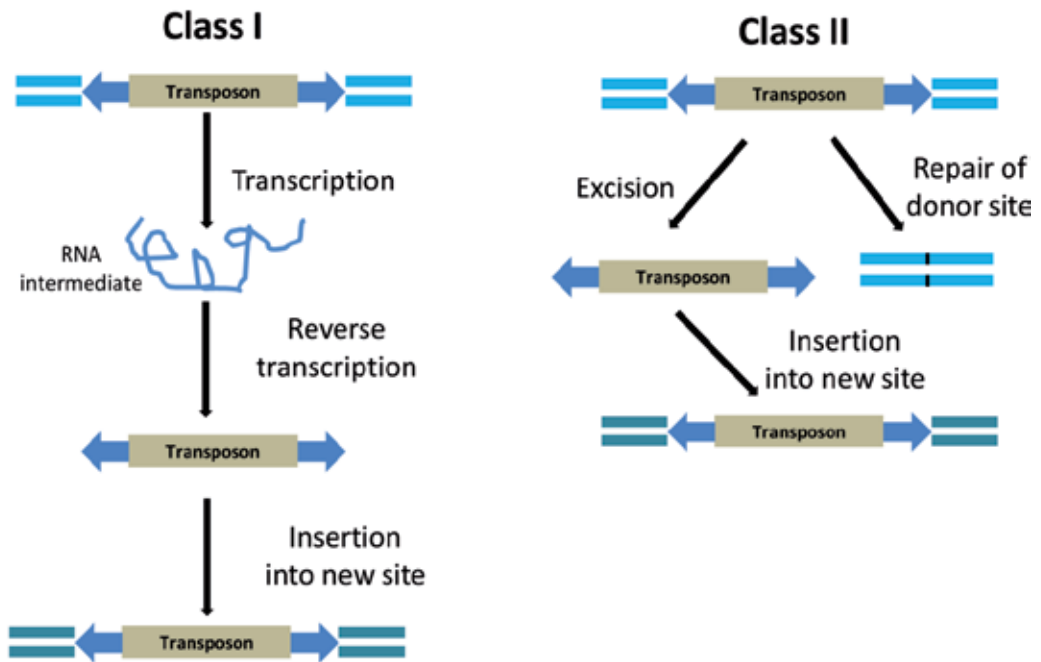 Class I
Transposon
Transcription
RNA
intermediate
Reverse
transcription
Transposon
Insertion
into new site
Transposon
Class II
Transposon
Excision
Repair of
donor site
Transposon
Insertion
into new site
Transposon